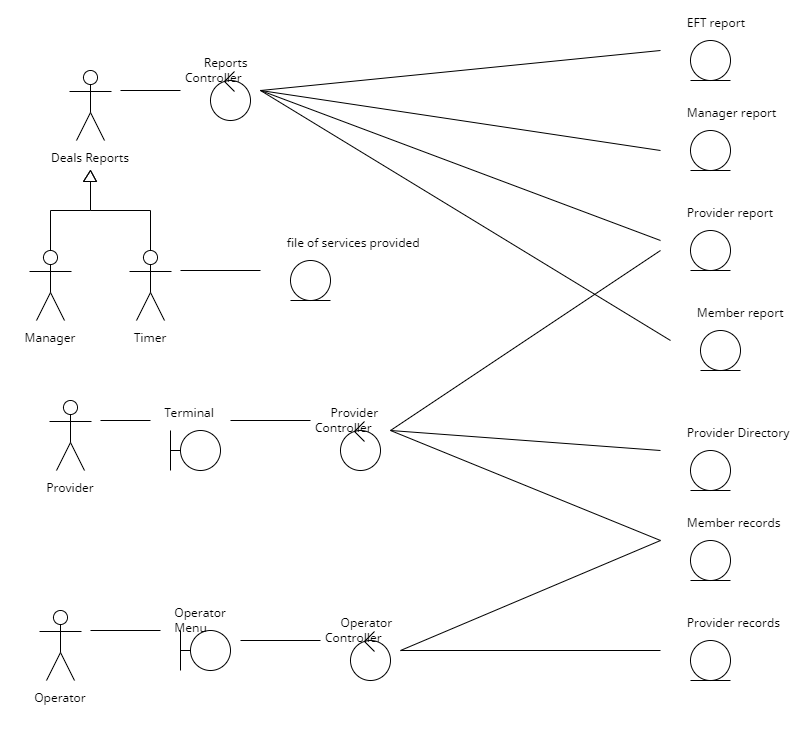 EFT report
Reports
Controller
Manager report
Deals Reports
Provider report
file of services provided
Member report
Manager
Timer
Terminal
Provider
Controller
Provider Directory
Provider
Member records
Operator
Menu
Operator
Controller
Provider records
Operator